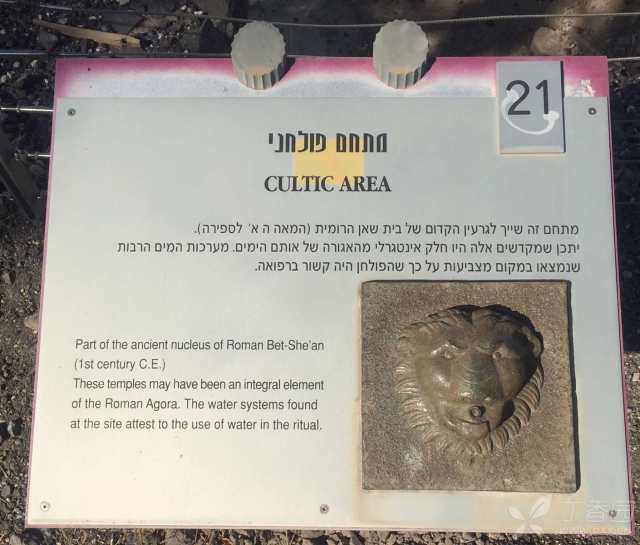 21
מתחם פולחני
CULTIC AREA
מתחם זה שייך לגרעין הקדום של בית שאן הרומית (המאה ה א׳ לספירה).
יתכן שמקדשים אלה היו חלק אינטגרלי מהאגורה של אותם הימים. מערכות המים הרבות
שנמצאו במקום מצביעות על כך שהפולחן היה קשור ברפואה.
Part of the ancient nucleus of Roman Bet-She'an
(1st century C.E.)
These temples may have been an integral element
of the Roman Agora. The water systems found
at the site attest to the use of water in the ritual.
丁香园